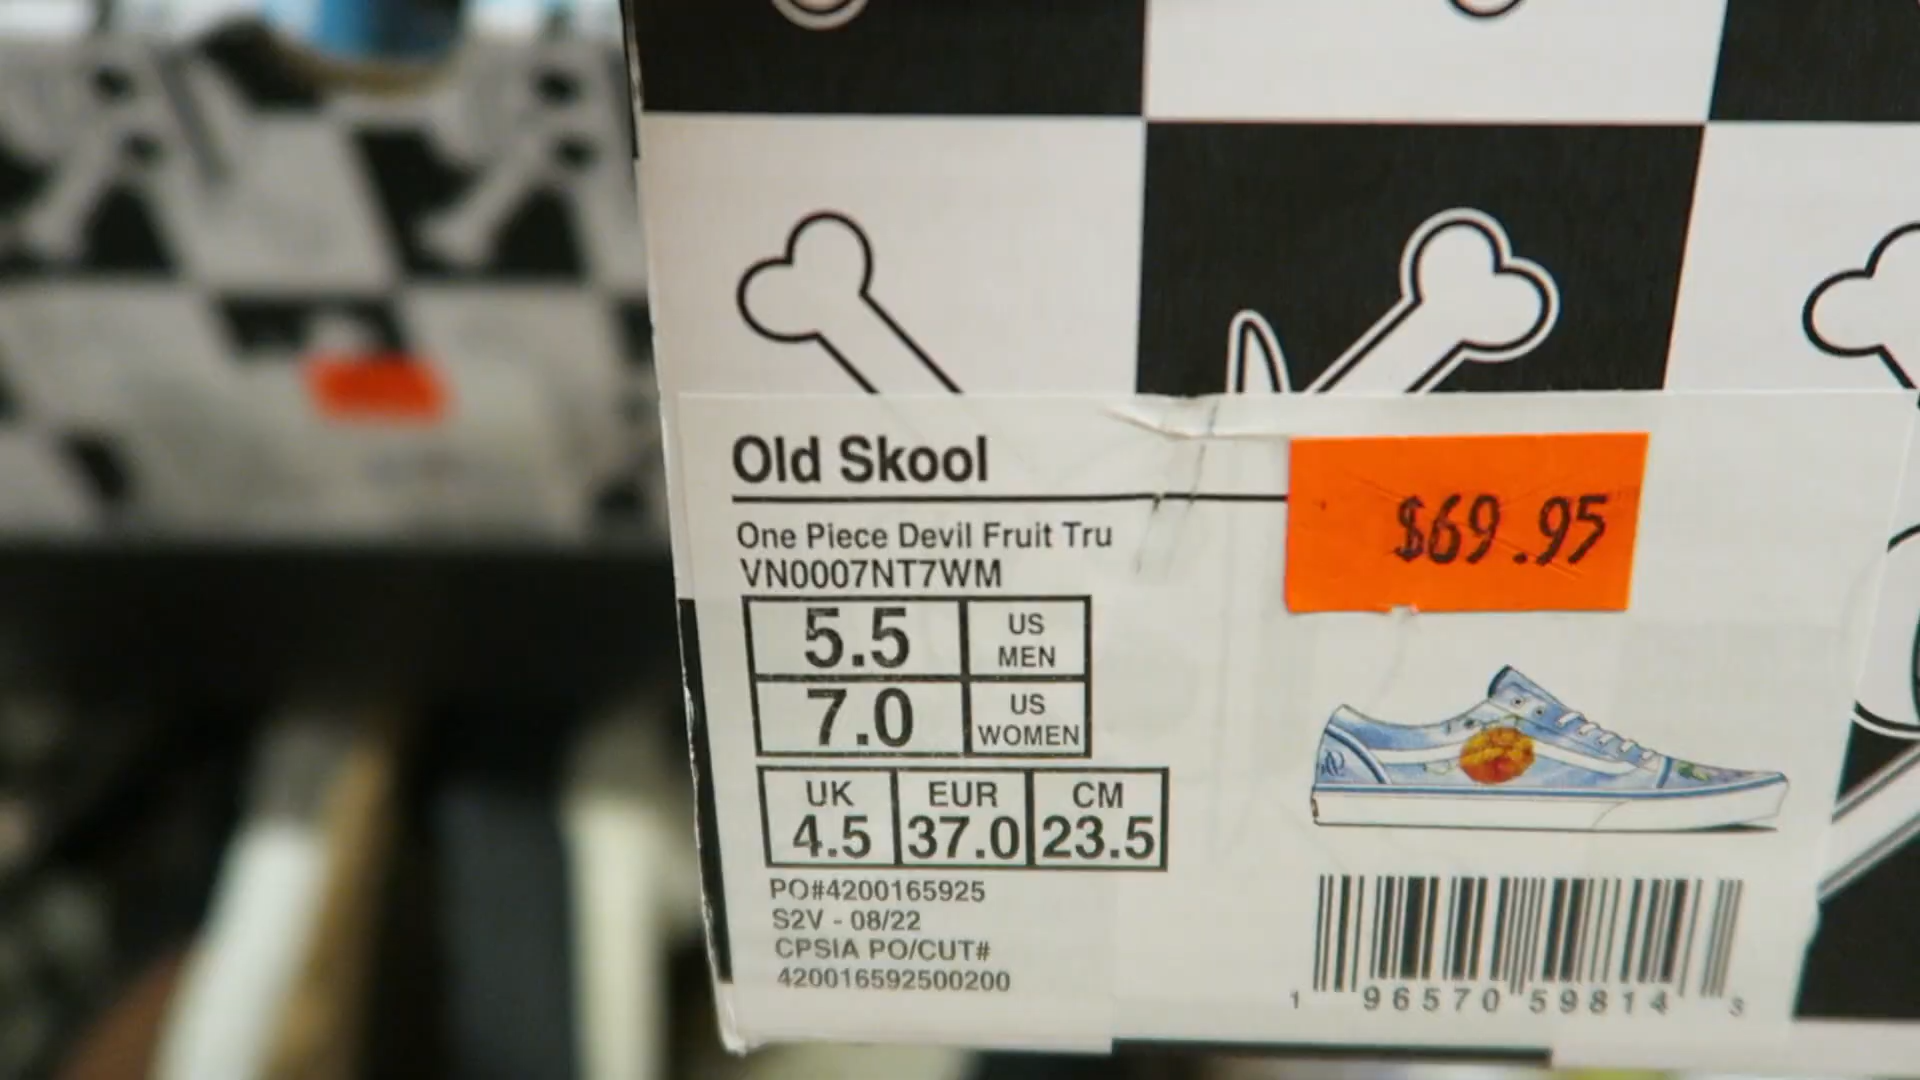 Old Skool
$69.95
One Piece Devil Fruit Tru
VN0007NT7WM
5.5 US MEN
7.0 US WOMEN
UK EUR CM
4.5 37.0 23.5
PO#4200165925
S2V - 08/22
CPSIA PO/CUT#
420016592500200
1 96570 59814 3